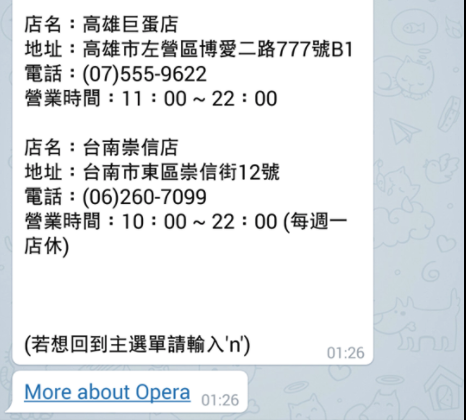 店名：高雄巨蛋店
地址：高雄市左營區博愛二路777號B1
電話：(07)555-9622
營業時間：11：00 ~ 22：00
店名：台南崇信店
地址：台南市東區崇信街12號
電話：(06)260-7099
營業時間：10：00 ~ 22：00 (每週一
店休)
(若想回到主選單請輸入'n')
01:26
More about Opera 01:26